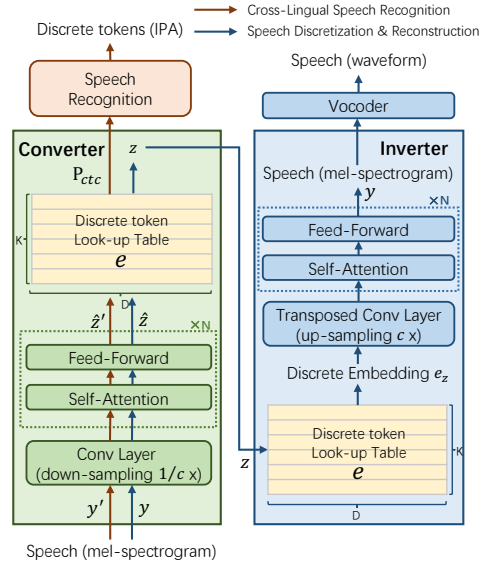 Cross-Lingual Speech Recognition
Speech Discretization & Reconstruction
Discrete tokens (IPA)
Speech
Recognition
Converter
P_ctc
z
K
Discrete token
Look-up Table
e
D
ẑ′
ẑ
×N
Feed-Forward
Self-Attention
Conv Layer
(down-sampling 1/c x)
y′
y
Speech (mel-spectrogram)
Speech (waveform)
Vocoder
Inverter
Speech (mel-spectrogram)
y
×N
Feed-Forward
Self-Attention
Transposed Conv Layer
(up-sampling c x)
Discrete Embedding e_z
z
Discrete token
Look-up Table
e
K
D